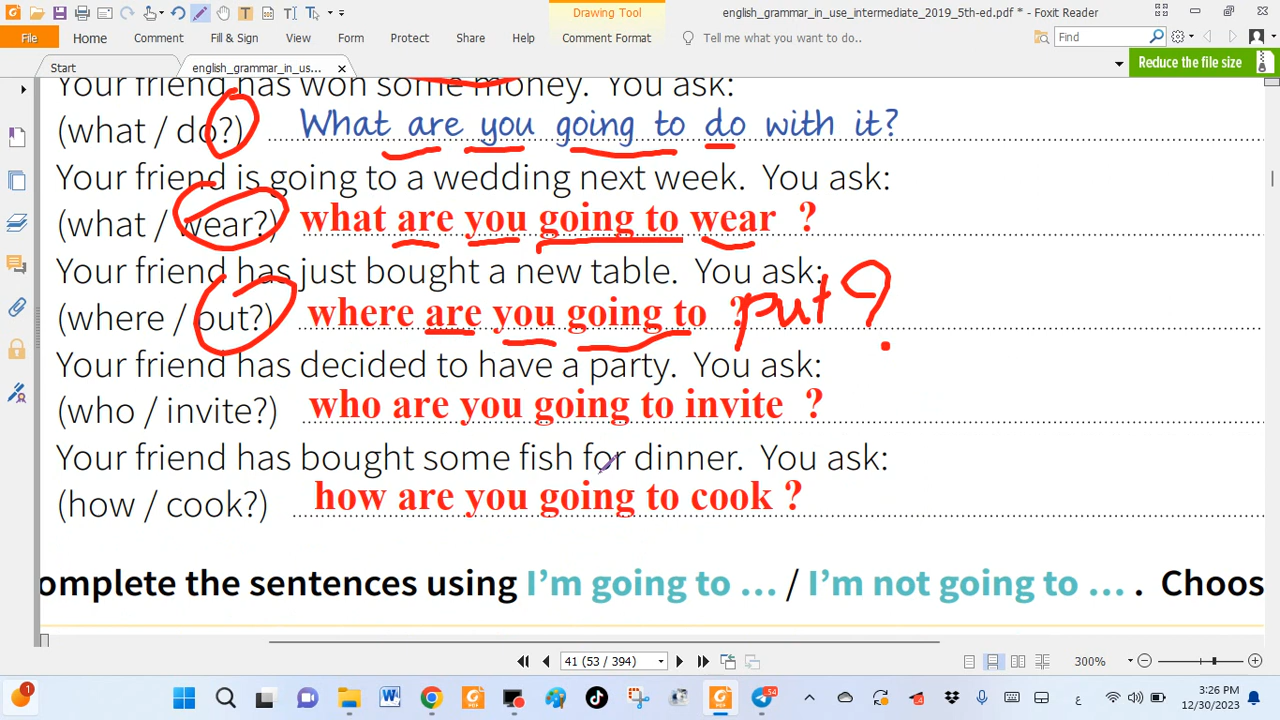 Drawing Tool
english_grammar_in_use_intermediate_2019_5th-ed.pdf * - Foxit Reader
File Home Comment Fill & Sign View Form Protect Share Help Comment Format Tell me what you want to do.. Find
Start english_grammar_in_us... Reduce the file size
Your friend has won some money. You ask:
(what / do?) What are you going to do with it?
Your friend is going to a wedding next week. You ask:
(what / wear?) what are you going to wear ?
Your friend has just bought a new table. You ask:
(where / put?) where are you going to ? put?
Your friend has decided to have a party. You ask:
(who / invite?) who are you going to invite ?
Your friend has bought some fish for dinner. You ask:
(how / cook?) how are you going to cook ?
omplete the sentences using I'm going to ... / I'm not going to ... . Choos
41 (53 / 394) 300%
1 54 ع 3:26 PM
12/30/2023